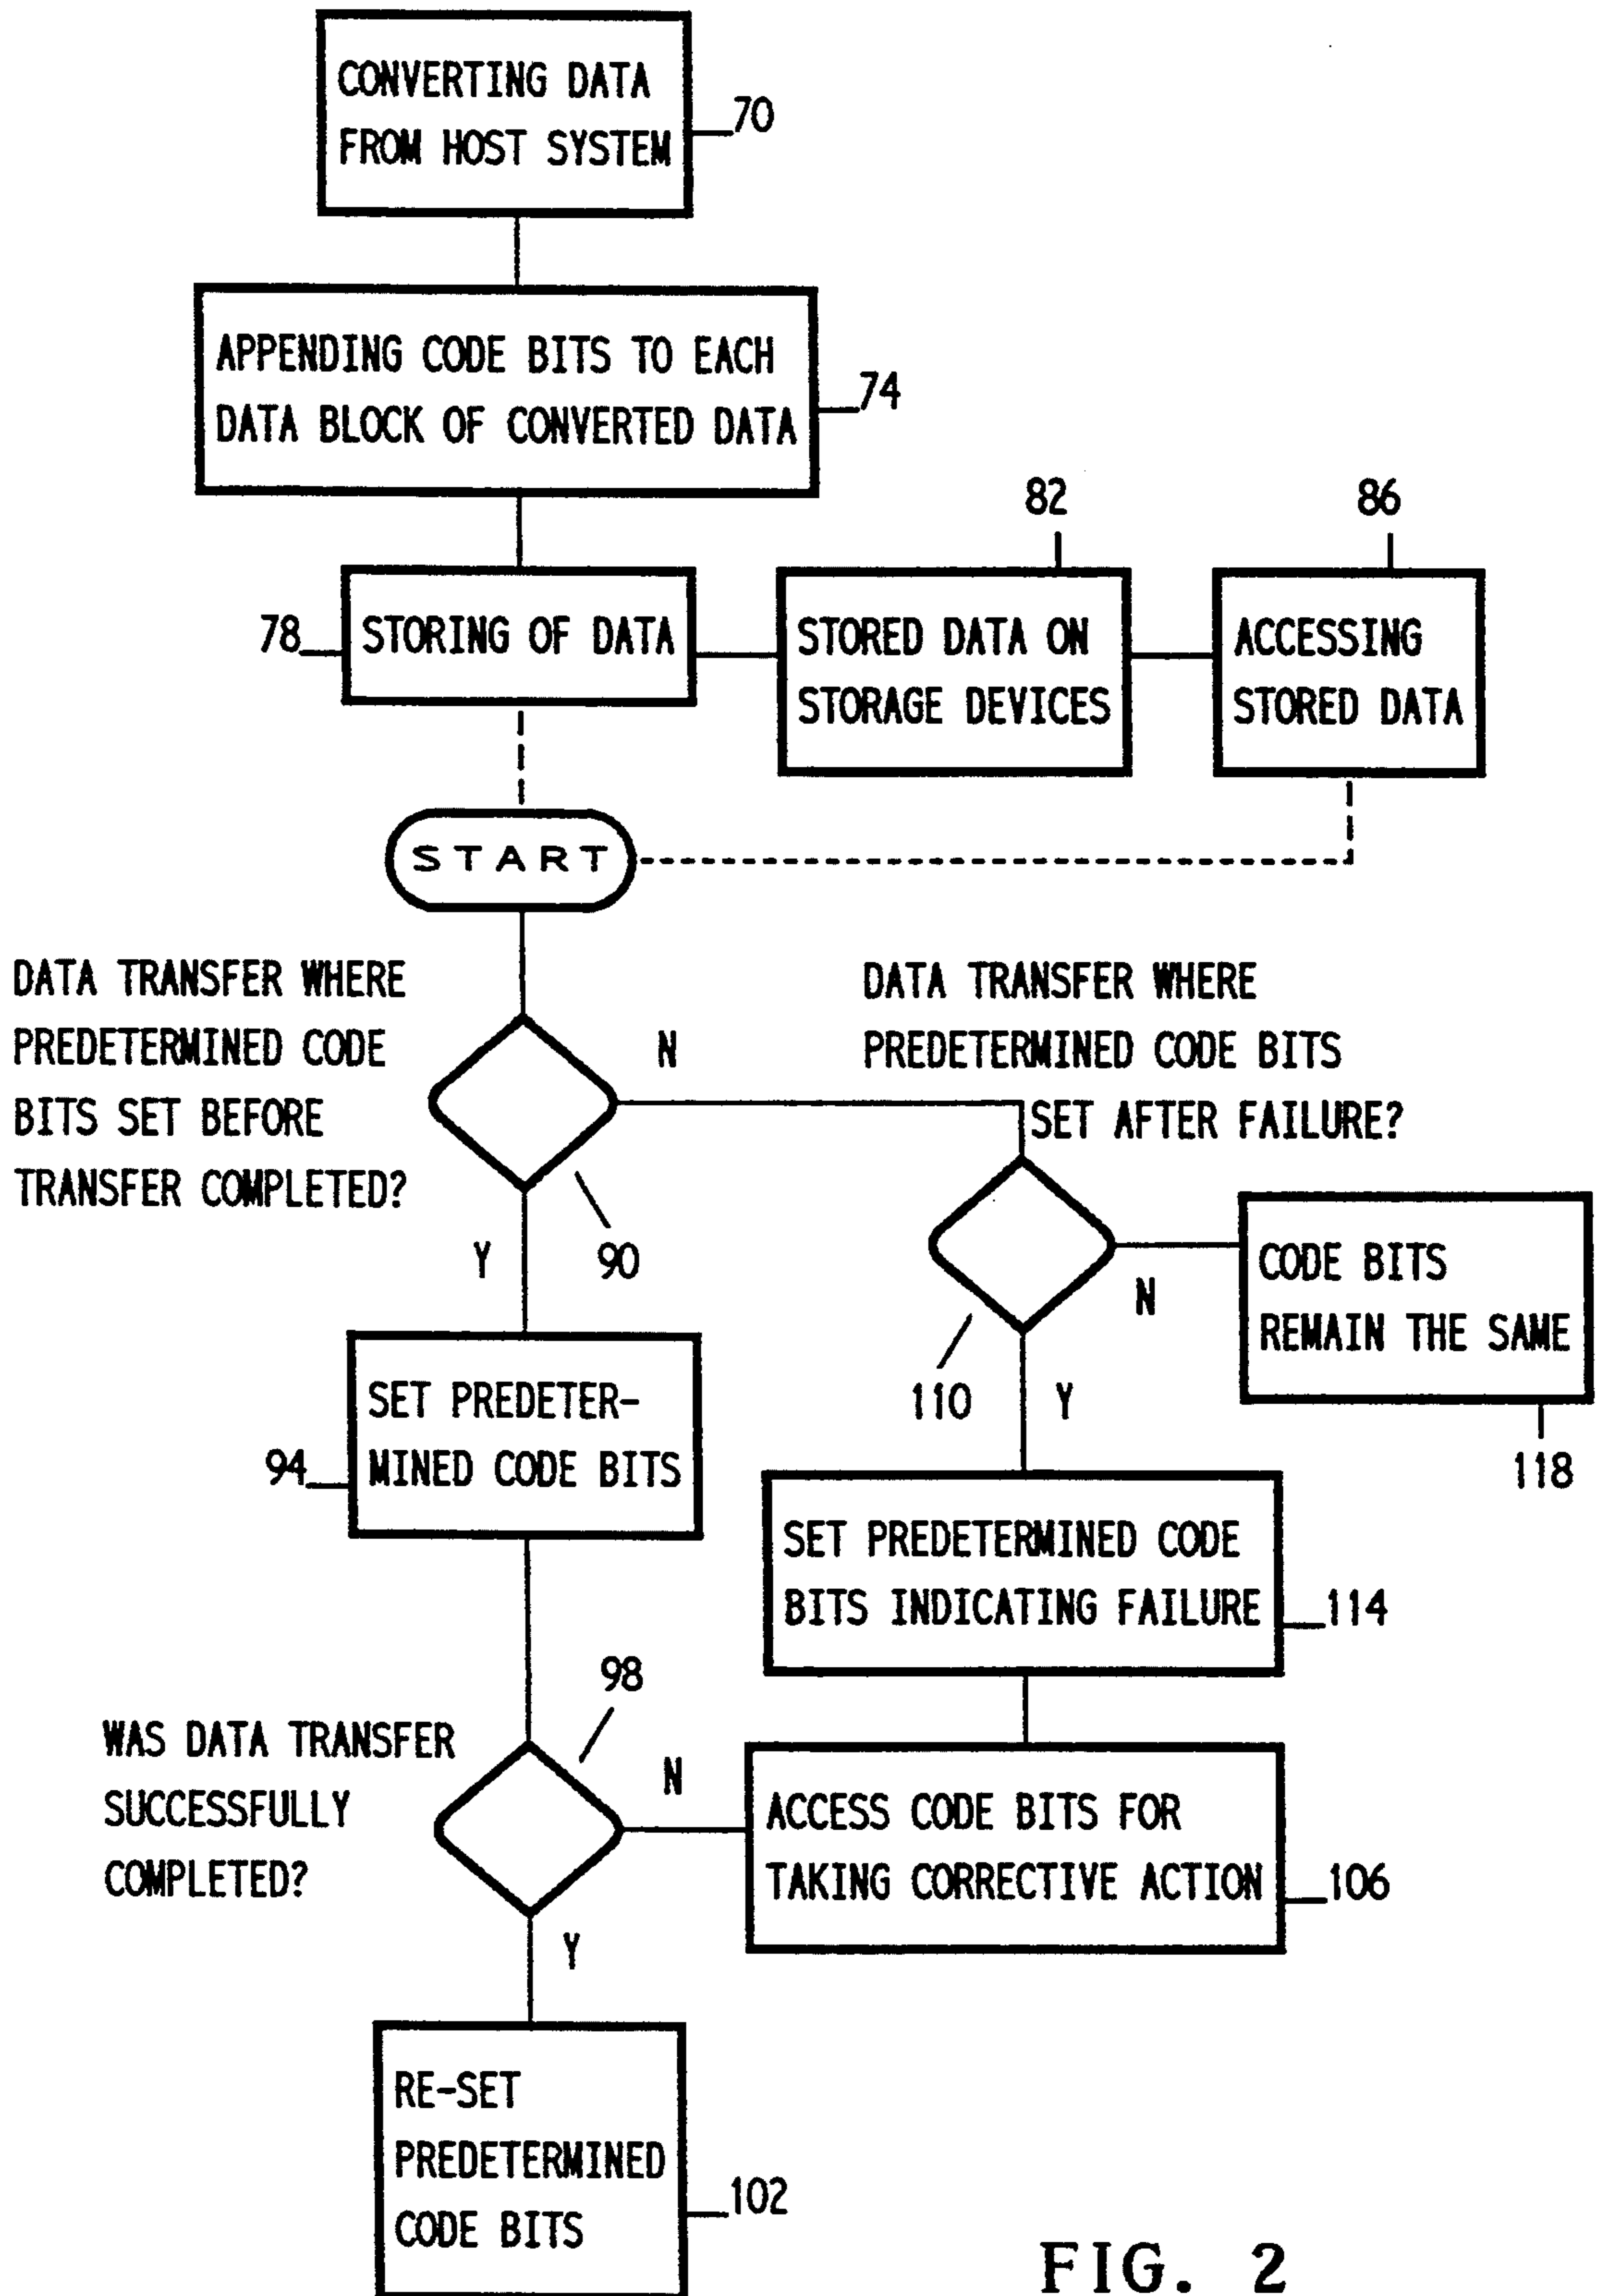 CONVERTING DATA
FROM HOST SYSTEM
70
APPENDING CODE BITS TO EACH
DATA BLOCK OF CONVERTED DATA
74
78
STORING OF DATA
82
STORED DATA ON
STORAGE DEVICES
86
ACCESSING
STORED DATA
START
DATA TRANSFER WHERE
PREDETERMINED CODE
BITS SET BEFORE
TRANSFER COMPLETED?
N
Y
90
DATA TRANSFER WHERE
PREDETERMINED CODE BITS
SET AFTER FAILURE?
N
110
Y
CODE BITS
REMAIN THE SAME
118
94
SET PREDETER-
MINED CODE BITS
SET PREDETERMINED CODE
BITS INDICATING FAILURE
114
98
WAS DATA TRANSFER
SUCCESSFULLY
COMPLETED?
N
Y
ACCESS CODE BITS FOR
TAKING CORRECTIVE ACTION
106
RE-SET
PREDETERMINED
CODE BITS
102
FIG. 2